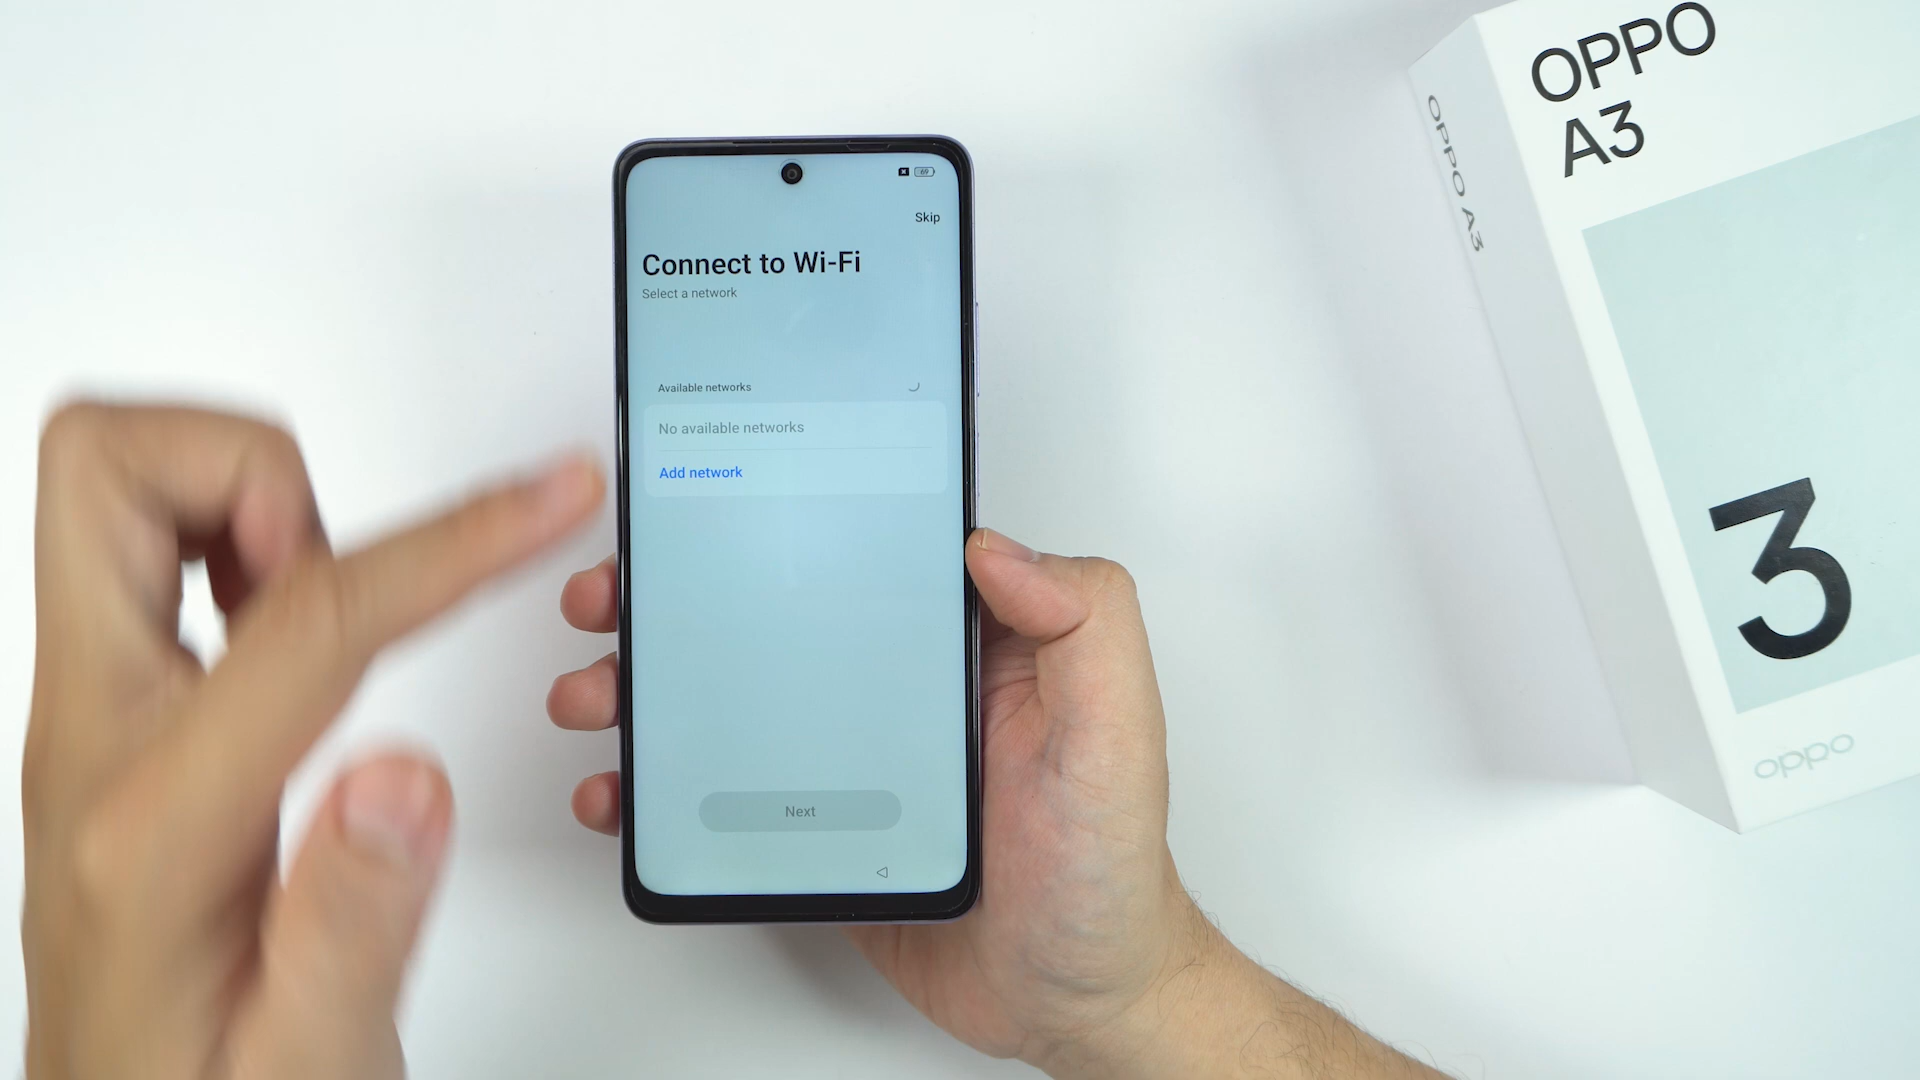 69
Skip
Connect to Wi-Fi
Select a network
Available networks
No available networks
Add network
Next
OPPO A3
OPPO
A3
3
oppo